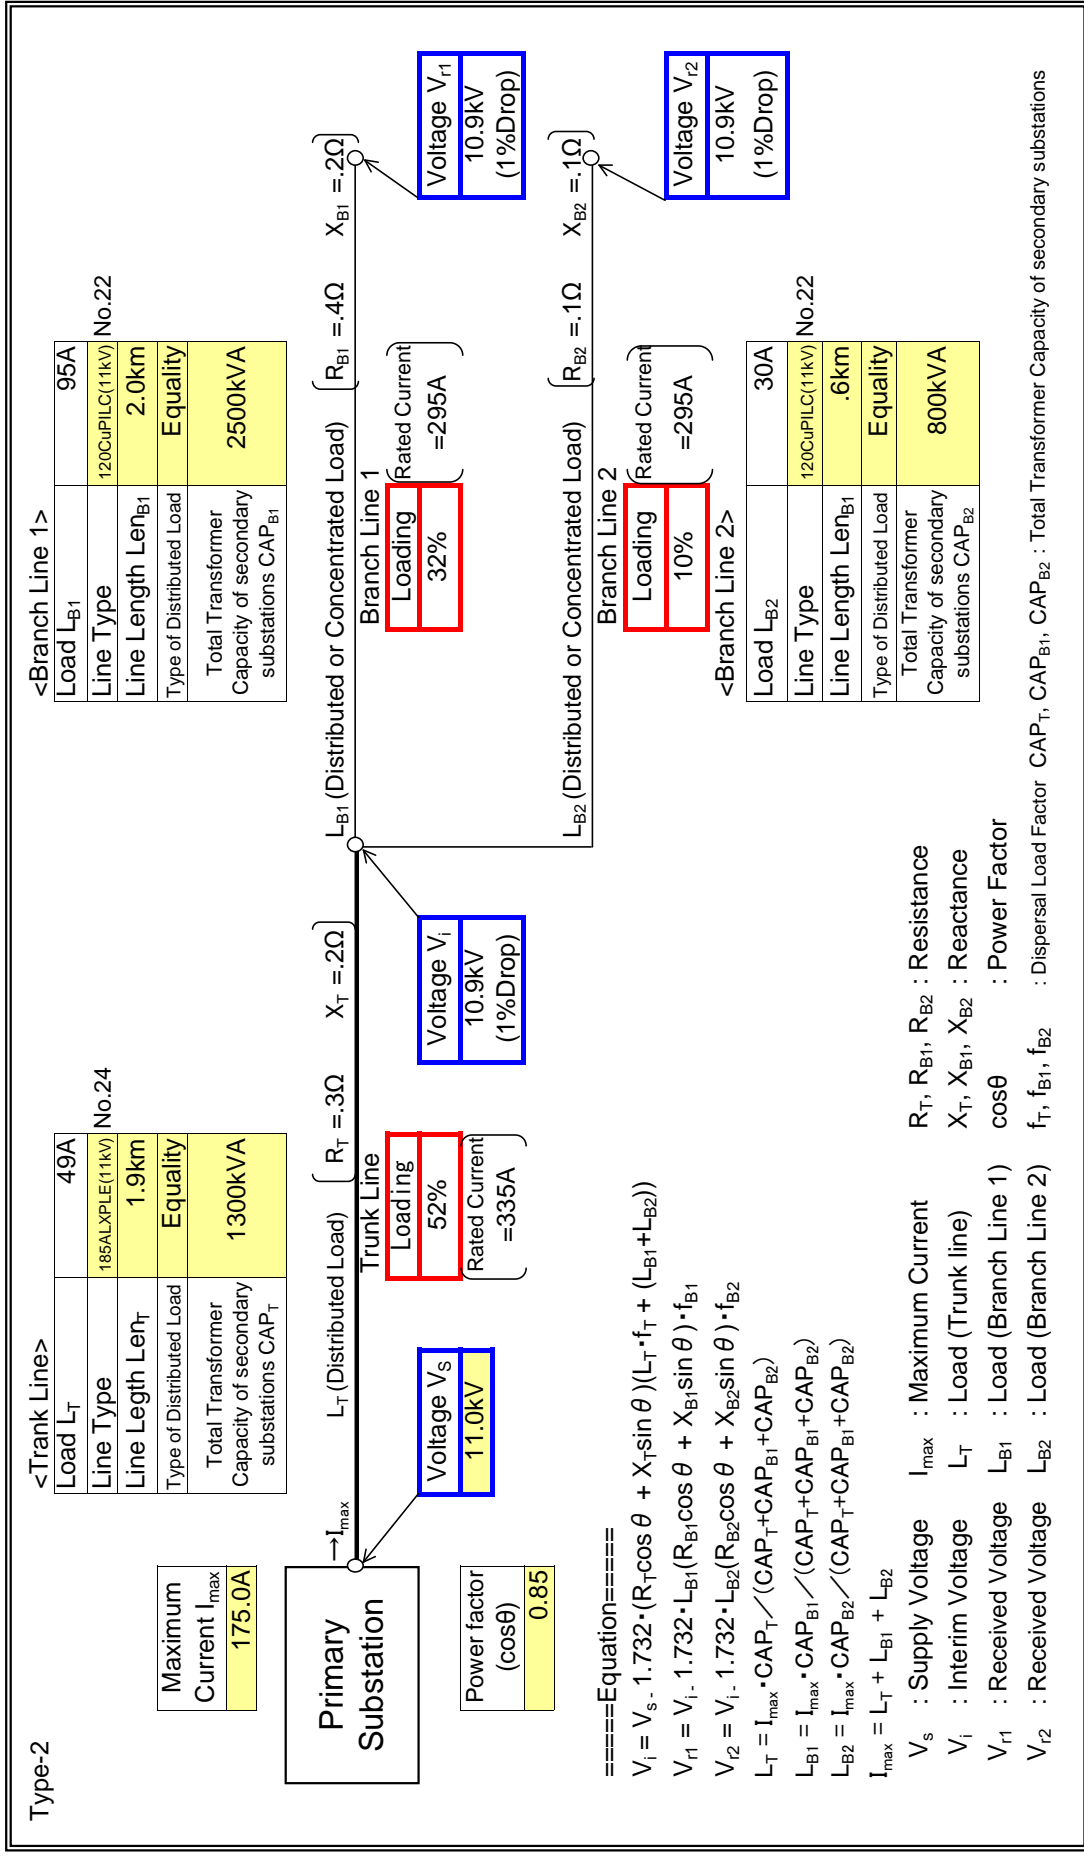 Type-2
Maximum
Current Imax
175.0A
<Trank Line>
Load LT 49A
Line Type 185ALXPLE(11kV) No.24
Line Legth LenT 1.9km
Type of Distributed Load Equality
Total Transformer
Capacity of secondary
substations CAPT
1300kVA
<Branch Line 1>
Load LB1 95A
Line Type 120CuPILC(11kV) No.22
Line Length LenB1 2.0km
Type of Distributed Load Equality
Total Transformer
Capacity of secondary
substations CAPB1
2500kVA
Primary
Substation
→Imax
LT (Distributed Load) RT =.3Ω XT =.2Ω
LB1 (Distributed or Concentrated Load) RB1 =.4Ω XB1 =.2Ω
Trunk Line
Loading
52%
Rated Current
=335A
Branch Line 1
Loading
32%
Rated Current
=295A
Voltage VS
11.0kV
Voltage Vi
10.9kV
(1%Drop)
Voltage Vr1
10.9kV
(1%Drop)
Power factor
(cosθ)
0.85
LB2 (Distributed or Concentrated Load) RB2 =.1Ω XB2 =.1Ω
Branch Line 2
Loading
10%
Rated Current
=295A
Voltage Vr2
10.9kV
(1%Drop)
<Branch Line 2>
Load LB2 30A
Line Type 120CuPILC(11kV) No.22
Line Length LenB1 .6km
Type of Distributed Load Equality
Total Transformer
Capacity of secondary
substations CAPB2
800kVA
=====Equation=====
Vi = Vs - 1.732・(RTcos θ + XTsin θ)(LT・fT + (LB1+LB2))
Vr1 = Vi - 1.732・LB1(RB1cos θ + XB1sin θ)・fB1
Vr2 = Vi - 1.732・LB2(RB2cos θ + XB2sin θ)・fB2
LT = Imax・CAPT／(CAPT+CAPB1+CAPB2)
LB1 = Imax・CAPB1／(CAPT+CAPB1+CAPB2)
LB2 = Imax・CAPB2／(CAPT+CAPB1+CAPB2)
Imax = LT + LB1 + LB2
Vs : Supply Voltage Imax : Maximum Current RT, RB1, RB2 : Resistance
Vi : Interim Voltage LT : Load (Trunk line) XT, XB1, XB2 : Reactance
Vr1 : Received Voltage LB1 : Load (Branch Line 1) cosθ : Power Factor
Vr2 : Received Voltage LB2 : Load (Branch Line 2) fT, fB1, fB2 : Dispersal Load Factor CAPT, CAPB1, CAPB2 : Total Transformer Capacity of secondary substations